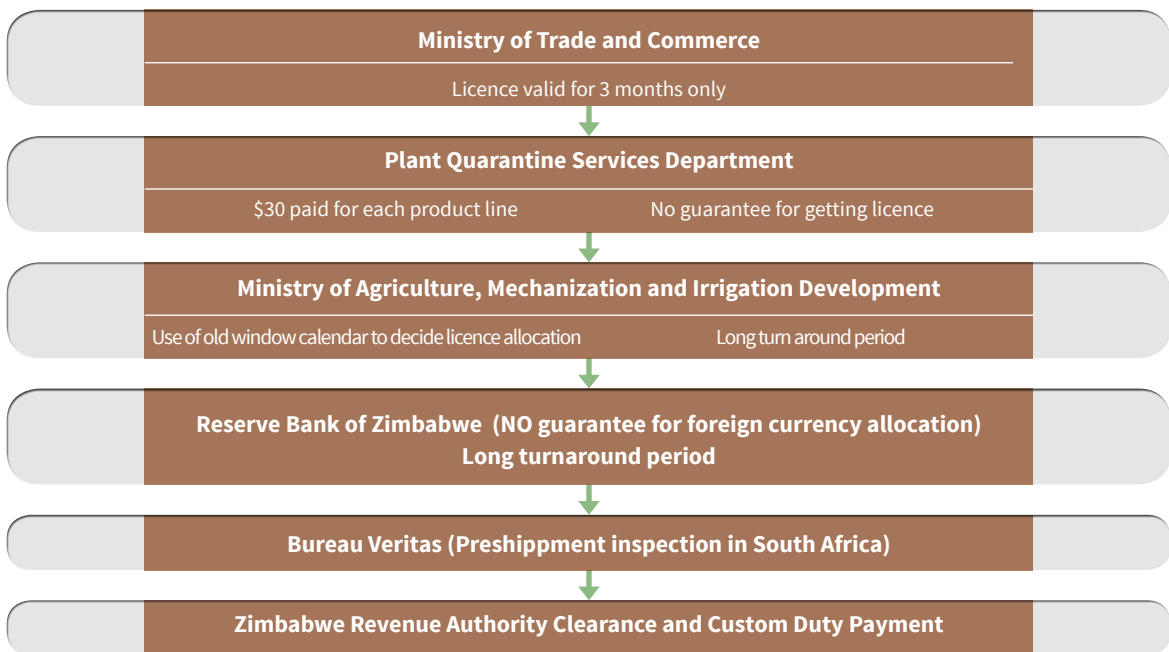 Ministry of Trade and Commerce
Licence valid for 3 months only
Plant Quarantine Services Department
$30 paid for each product line
No guarantee for getting licence
Ministry of Agriculture, Mechanization and Irrigation Development
Use of old window calendar to decide licence allocation
Long turn around period
Reserve Bank of Zimbabwe (NO guarantee for foreign currency allocation)
Long turnaround period
Bureau Veritas (Preshippment inspection in South Africa)
Zimbabwe Revenue Authority Clearance and Custom Duty Payment